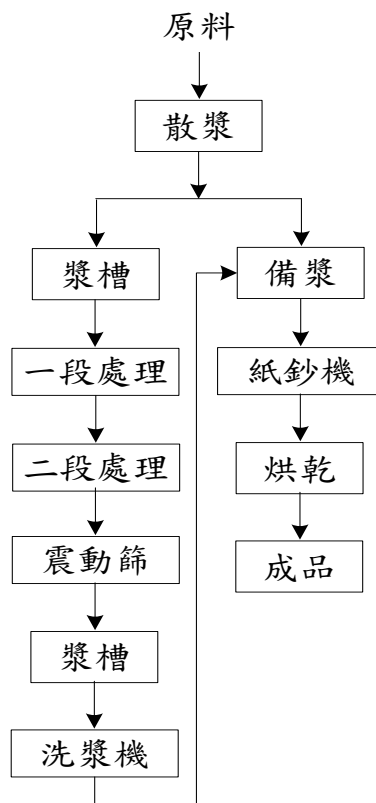 原料
散漿
漿槽
一段處理
二段處理
震動篩
漿槽
洗漿機
備漿
紙鈔機
烘乾
成品